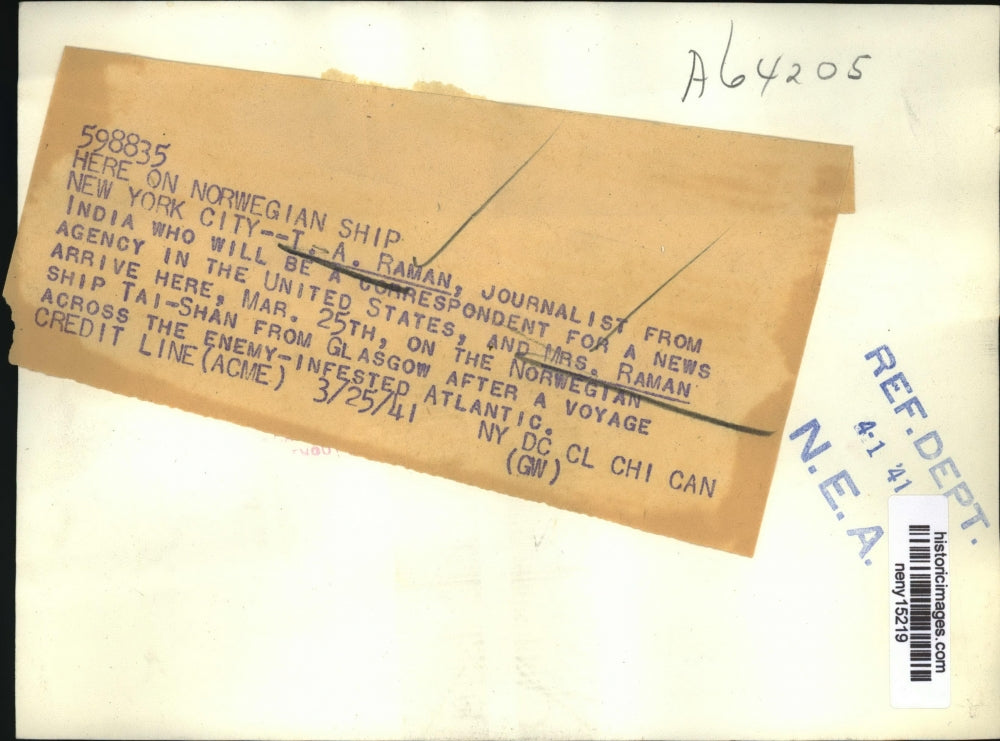 A64205
598835
HERE ON NORWEGIAN SHIP
NEW YORK CITY--T. A. RAMAN, JOURNALIST FROM
INDIA WHO WILL BE A CORRESPONDENT FOR A NEWS
AGENCY IN THE UNITED STATES, AND MRS. RAMAN
ARRIVE HERE, MAR. 25TH, ON THE NORWEGIAN
SHIP TAI-SHAN FROM GLASGOW AFTER A VOYAGE
ACROSS THE ENEMY-INFESTED ATLANTIC.
CREDIT LINE (ACME) 3/25/41 NY DC CL CHI CAN
(GW)
REF. DEPT.
4-1 '41
N. E. A.
historicimages.com
neny15219